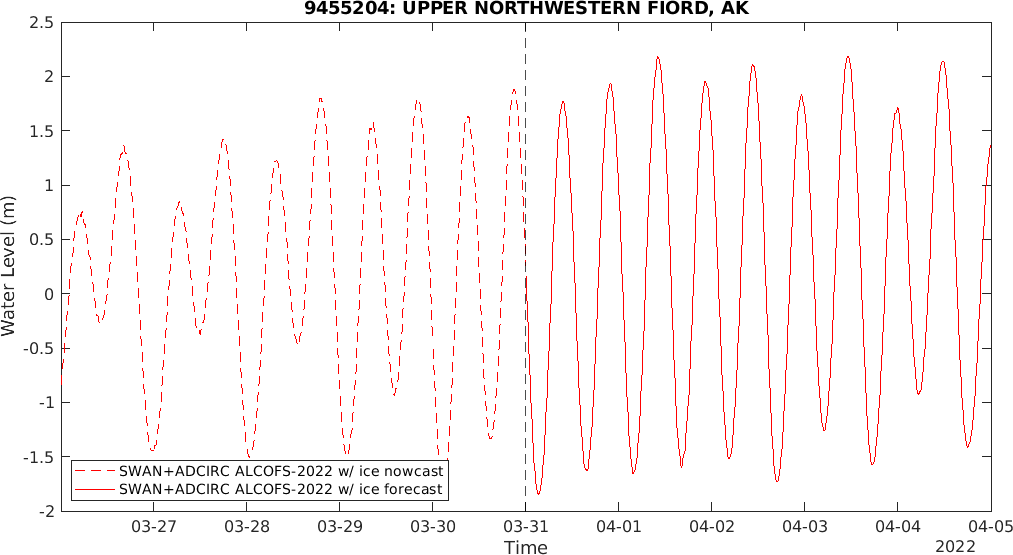 9455204: UPPER NORTHWESTERN FIORD, AK
2.5
2
1.5
1
0.5
0
-0.5
-1
-1.5
-2
Water Level (m)
SWAN+ADCIRC ALCOFS-2022 w/ ice nowcast
SWAN+ADCIRC ALCOFS-2022 w/ ice forecast
03-27 03-28 03-29 03-30 03-31 04-01 04-02 04-03 04-04 04-05
Time
2022